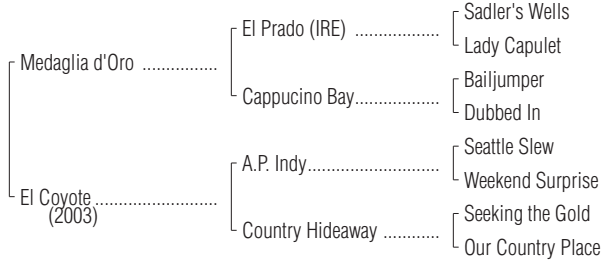 Sadler's Wells
El Prado (IRE) ..................
Lady Capulet
Medaglia d'Oro ................
Bailjumper
Cappucino Bay...................
Dubbed In
Seattle Slew
A.P. Indy.............................
Weekend Surprise
El Coyote ..........................
(2003)
Seeking the Gold
Country Hideaway ............
Our Country Place